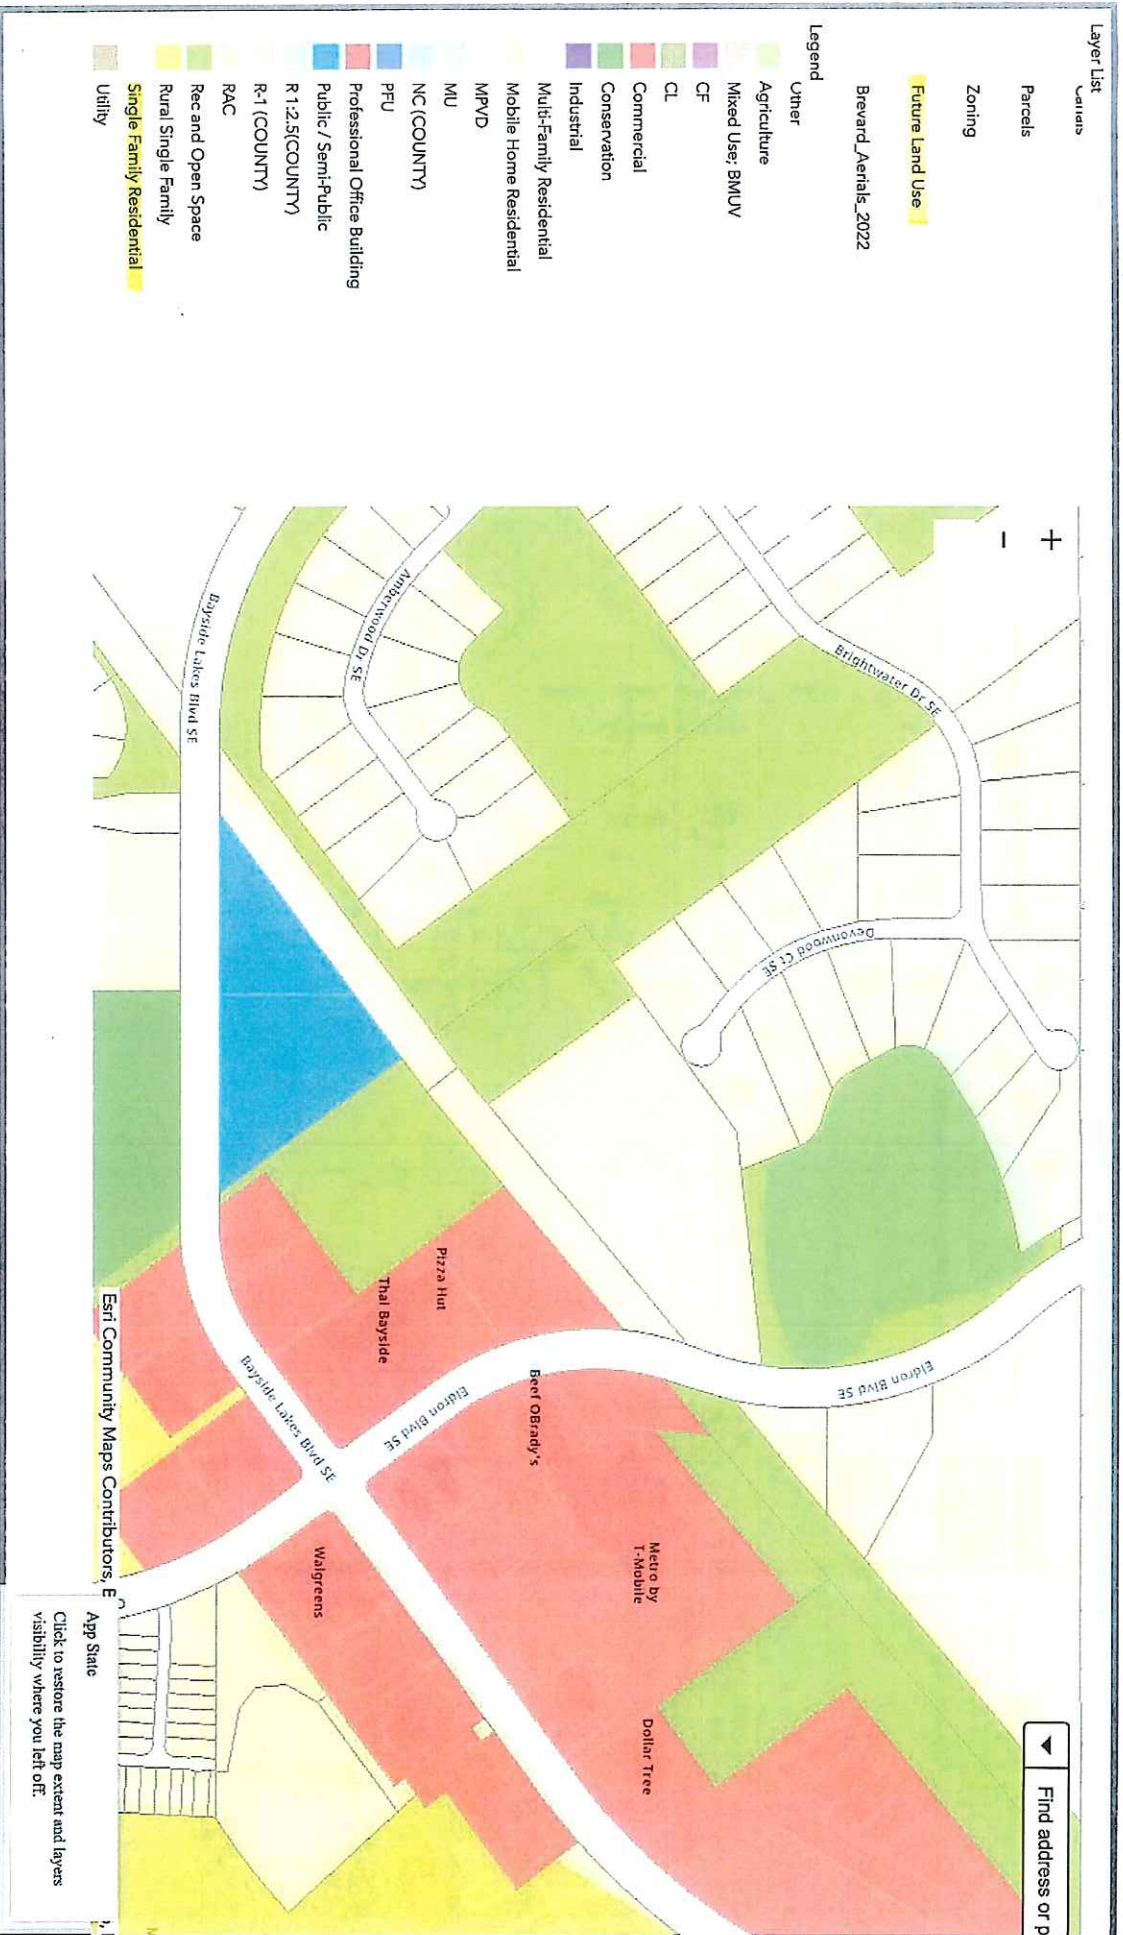 Layer List
Canals
Parcels
Zoning
Future Land Use
Brevard_Aerials_2022
Other
Legend
Agriculture
Mixed Use; BMUV
CF
CL
Commercial
Conservation
Industrial
Multi-Family Residential
Mobile Home Residential
MPVD
MU
NC (COUNTY)
PFU
Professional Office Building
Public / Semi-Public
R 1:2.5(COUNTY)
R-1 (COUNTY)
RAC
Rec and Open Space
Rural Single Family
Single Family Residential
Utility
+
−
Find address or p
Brightwater Dr SE
Devonwood Ct SE
Amberwood Dr SE
Bayside Lakes Blvd SE
Eldron Blvd SE
Pizza Hut
Thai Bayside
Beef OBrady's
Eldron Blvd SE
Bayside Lakes Blvd SE
Metro by
T-Mobile
Dollar Tree
Walgreens
Esri Community Maps Contributors, E
App State
Click to restore the map extent and layers
visibility where you left off.